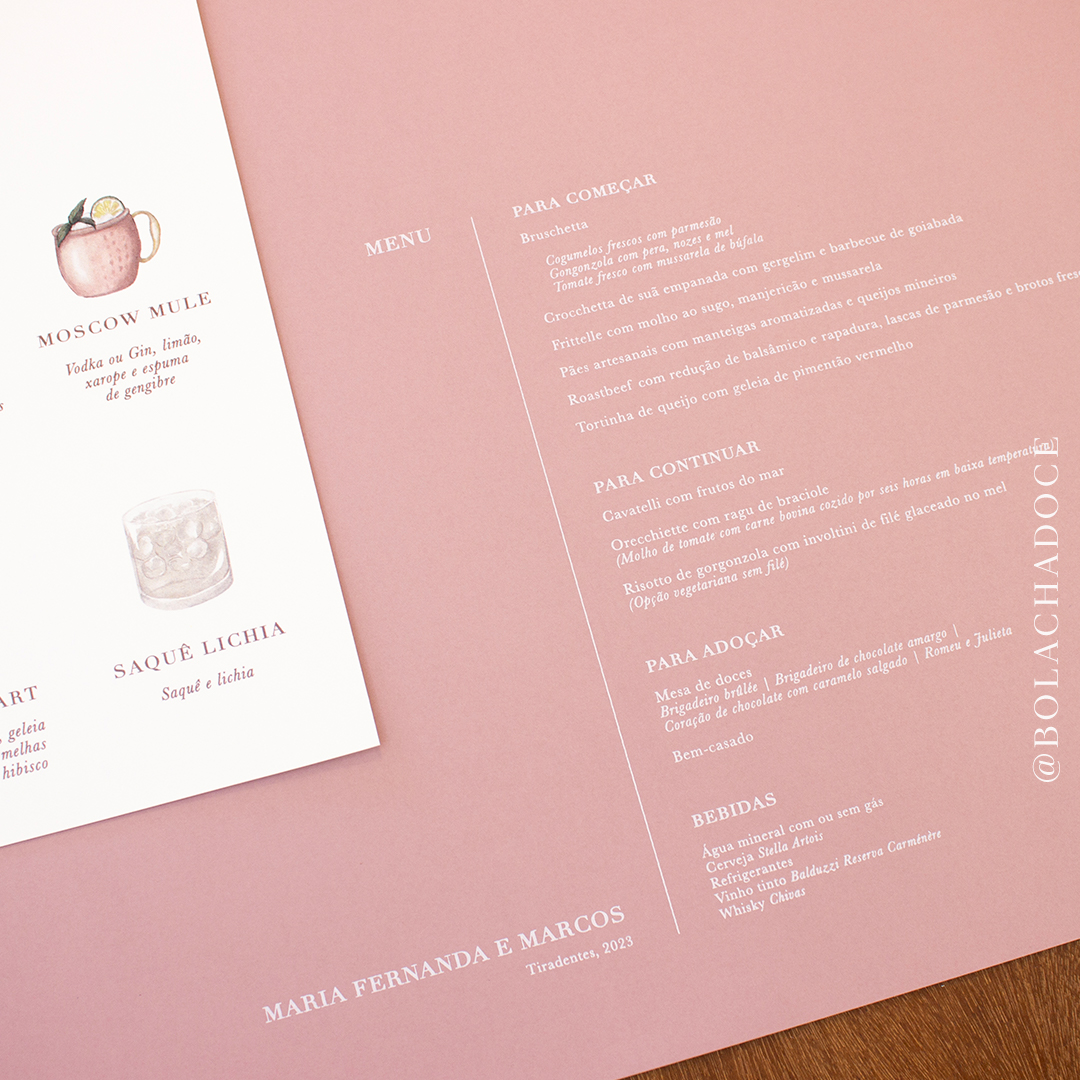 MOSCOW MULE
Vodka ou Gin, limão,
xarope e espuma
de gengibre
s
SAQUÊ LICHIA
Saquê e lichia
ART
, geleia
melhas
hibisco
MENU
PARA COMEÇAR
Bruschetta
Cogumelos frescos com parmesão
Gongonzola com pera, nozes e mel
Tomate fresco com mussarela de búfala
Crocchetta de suã empanada com gergelim e barbecue de goiabada
Frittelle com molho ao sugo, manjericão e mussarela
Pães artesanais com manteigas aromatizadas e queijos mineiros
Roastbeef com redução de balsâmico e rapadura, lascas de parmesão e brotos fresc
Tortinha de queijo com geleia de pimentão vermelho
PARA CONTINUAR
Cavatelli com frutos do mar
Orecchiette com ragu de braciole
(Molho de tomate com carne bovina cozido por seis horas em baixa temperatura)
Risotto de gorgonzola com involtini de filé glaceado no mel
(Opção vegetariana sem filé)
PARA ADOÇAR
Mesa de doces
Brigadeiro brûlée | Brigadeiro de chocolate amargo |
Coração de chocolate com caramelo salgado | Romeu e Julieta
Bem-casado
BEBIDAS
Água mineral com ou sem gás
Cerveja Stella Artois
Refrigerantes
Vinho tinto Balduzzi Reserva Carménère
Whisky Chivas
MARIA FERNANDA E MARCOS
Tiradentes, 2023
@BOLACHADOCE